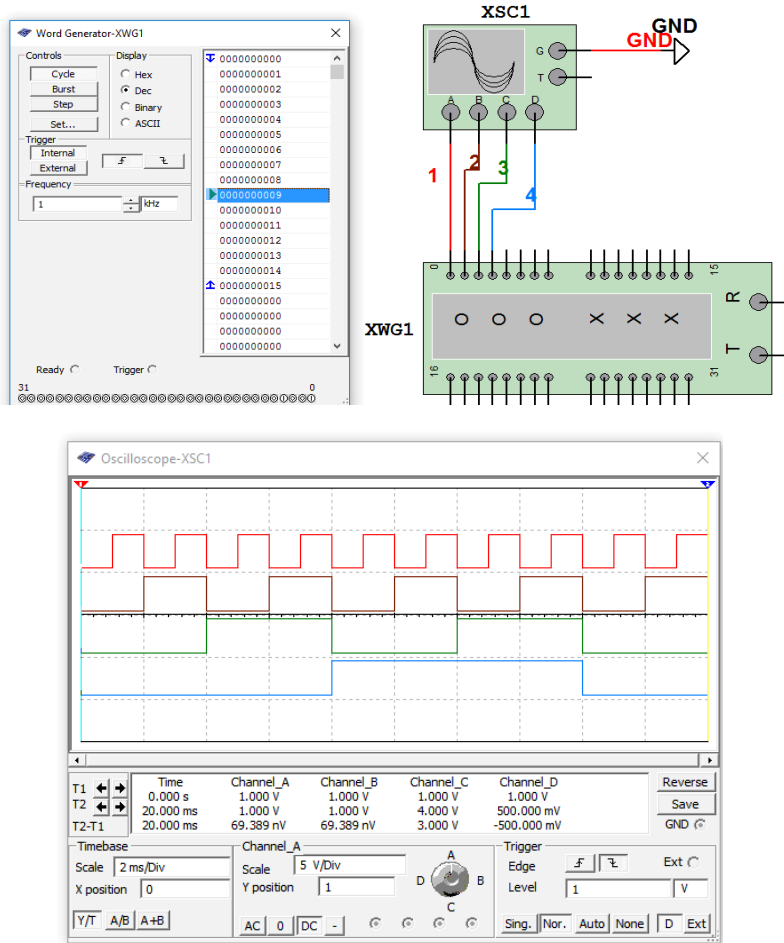 Word Generator-XWG1
Controls
Cycle
Burst
Step
Set...
Display
Hex
Dec
Binary
ASCII
Trigger
Internal
External
Frequency
1
kHz
0000000000
0000000001
0000000002
0000000003
0000000004
0000000005
0000000006
0000000007
0000000008
0000000009
0000000010
0000000011
0000000012
0000000013
0000000014
0000000015
0000000000
0000000000
0000000000
0000000000
Ready
Trigger
31 0
XSC1
GND
GND
G
T
A B C D
1
2
3
4
0 15
XWG1
O O O X X X
R
T
16 31
Oscilloscope-XSC1
T1
T2
T2-T1
Time Channel_A Channel_B Channel_C Channel_D
0.000 s 1.000 V 1.000 V 1.000 V 1.000 V
20.000 ms 1.000 V 1.000 V 4.000 V 500.000 mV
20.000 ms 69.389 nV 69.389 nV 3.000 V -500.000 mV
Reverse
Save
GND
Timebase
Scale 2 ms/Div
X position 0
Y/T A/B A+B
Channel_A
Scale 5 V/Div
Y position 1
AC 0 DC -
A
D B
C
Trigger
Edge Ext
Level 1 V
Sing. Nor. Auto None D Ext